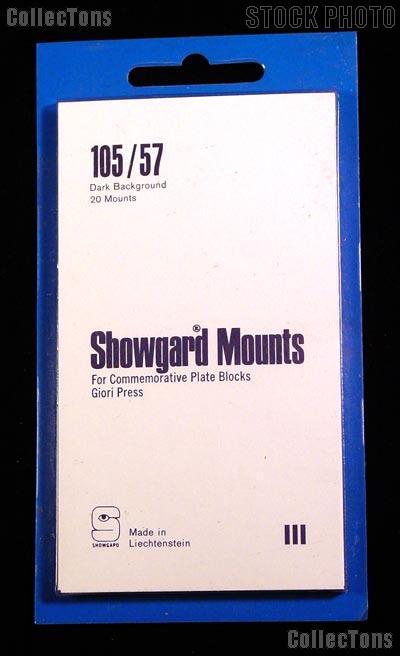 CollecTons
STOCK PHOTO
105/57
Dark Background
20 Mounts
Showgard® Mounts
For Commemorative Plate Blocks
Giori Press
S
SHOWGARD
Made in
Liechtenstein
III
CollecTons